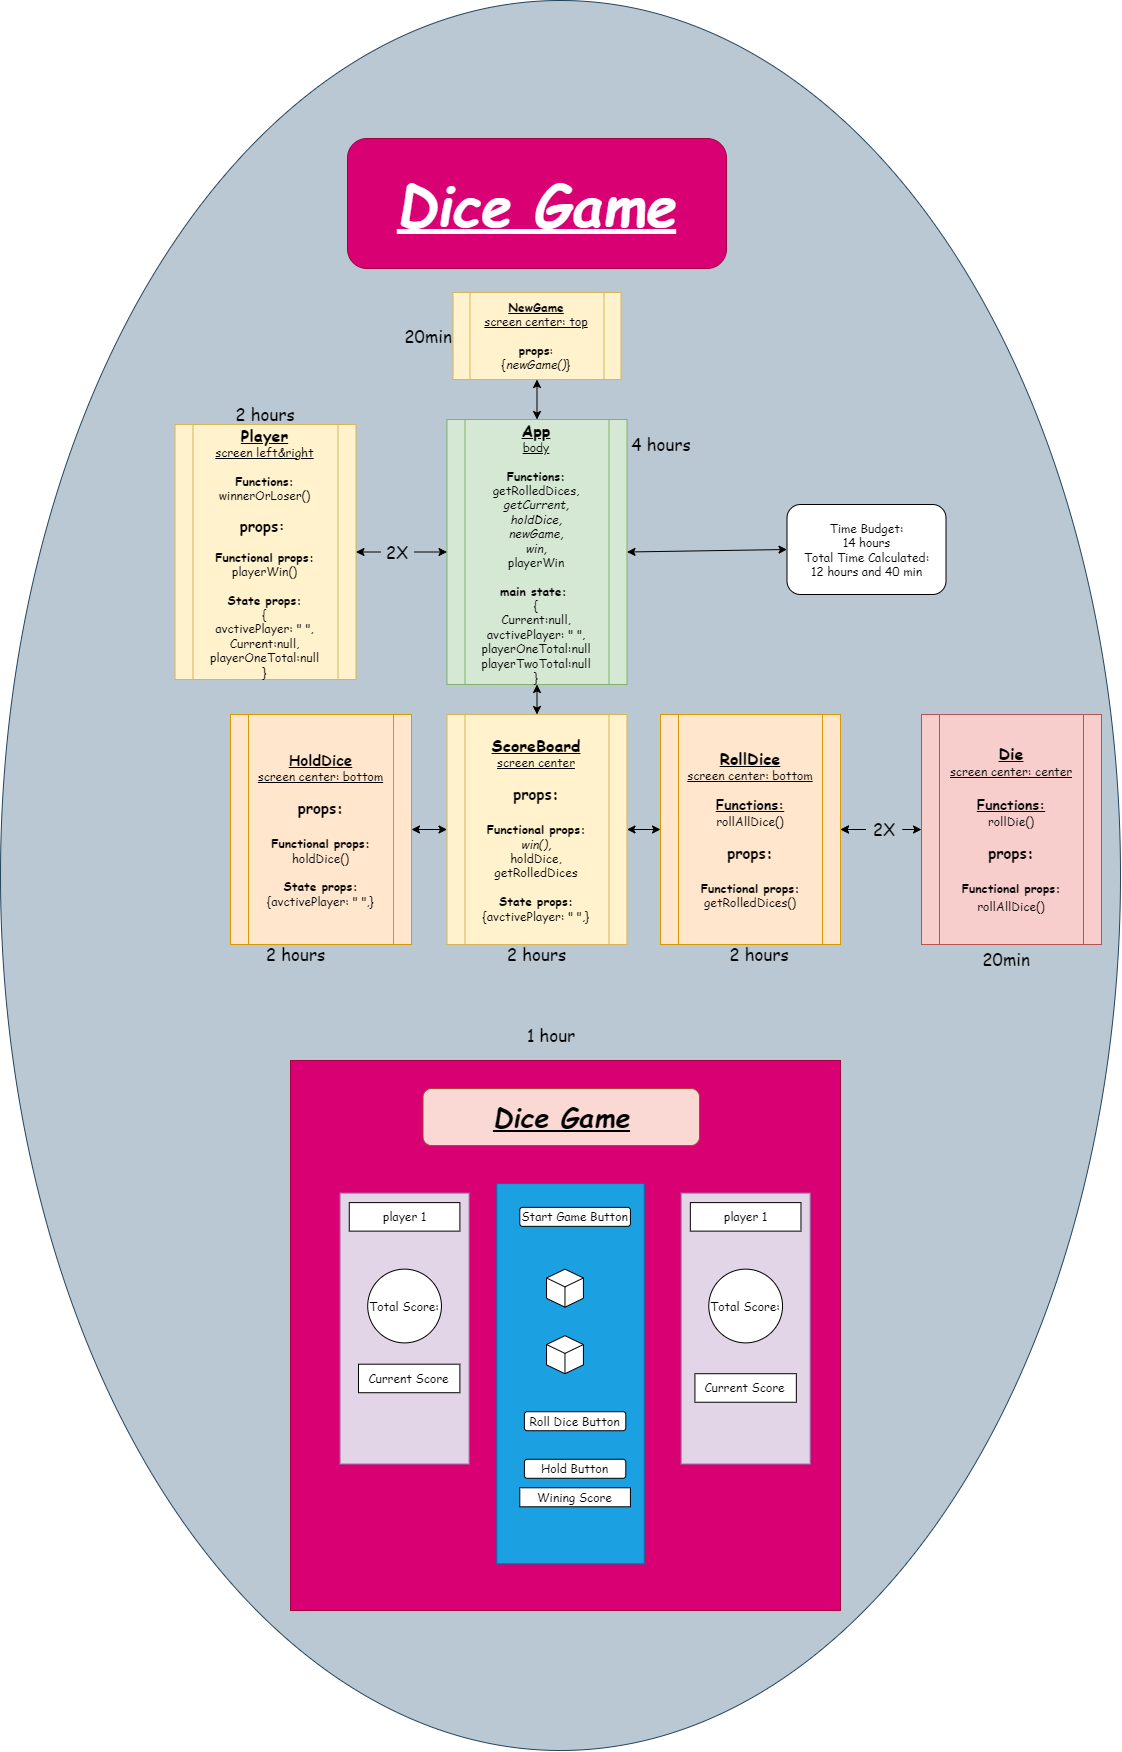 Dice Game
NewGame
screen center: top
props:
{newGame()}
20min
2 hours
Player
screen left&right
Functions:
winnerOrLoser()
props:
Functional props:
playerWin()
State props:
{
avctivePlayer: " ",
Current:null,
playerOneTotal:null
}
2X
App
body
Functions:
getRolledDices,
getCurrent,
holdDice,
newGame,
win,
playerWin
main state:
{
Current:null,
avctivePlayer: " ",
playerOneTotal:null
playerTwoTotal:null
}
4 hours
Time Budget:
14 hours
Total Time Calculated:
12 hours and 40 min
HoldDice
screen center: bottom
props:
Functional props:
holdDice()
State props:
{avctivePlayer: " ",}
2 hours
ScoreBoard
screen center
props:
Functional props:
win(),
holdDice,
getRolledDices
State props:
{avctivePlayer: " ",}
2 hours
RollDice
screen center: bottom
Functions:
rollAllDice()
props:
Functional props:
getRolledDices()
2 hours
2X
Die
screen center: center
Functions:
rollDie()
props:
Functional props:
rollAllDice()
20min
1 hour
Dice Game
player 1
Total Score:
Current Score
Start Game Button
Roll Dice Button
Hold Button
Wining Score
player 1
Total Score:
Current Score